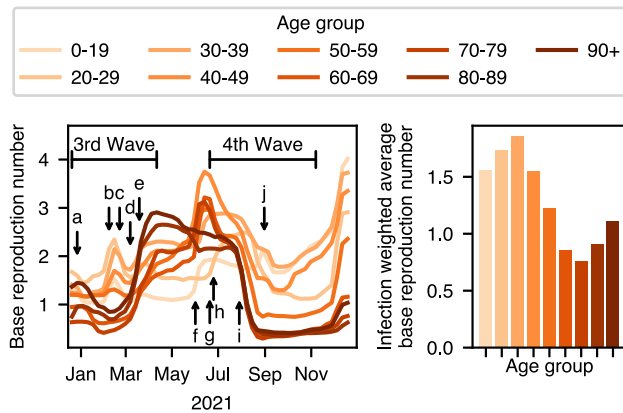 Age group
0-19 30-39 50-59 70-79 90+
20-29 40-49 60-69 80-89
3rd Wave 4th Wave
a b c d e f g h i j
Base reproduction number
4
3
2
1
Jan Mar May Jul Sep Nov
2021
Infection weighted average
base reproduction number
1.5
1.0
0.5
0.0
Age group